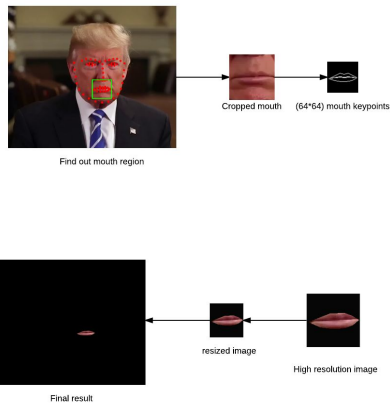 Cropped mouth
(64*64) mouth keypoints
Find out mouth region
resized image
High resolution image
Final result